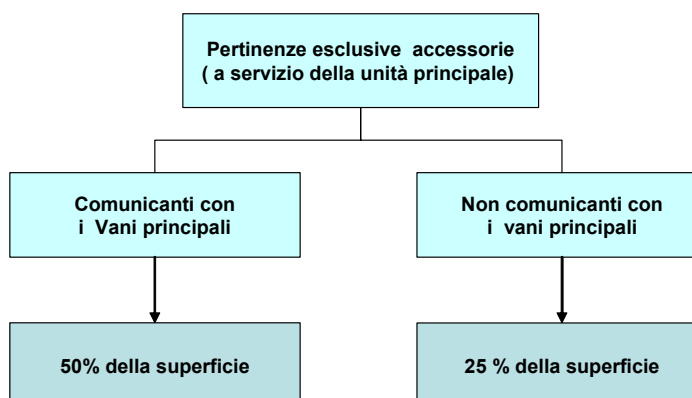 Pertinenze esclusive accessorie
( a servizio della unità principale)
Comunicanti con
i Vani principali
Non comunicanti con
i vani principali
50% della superficie
25 % della superficie